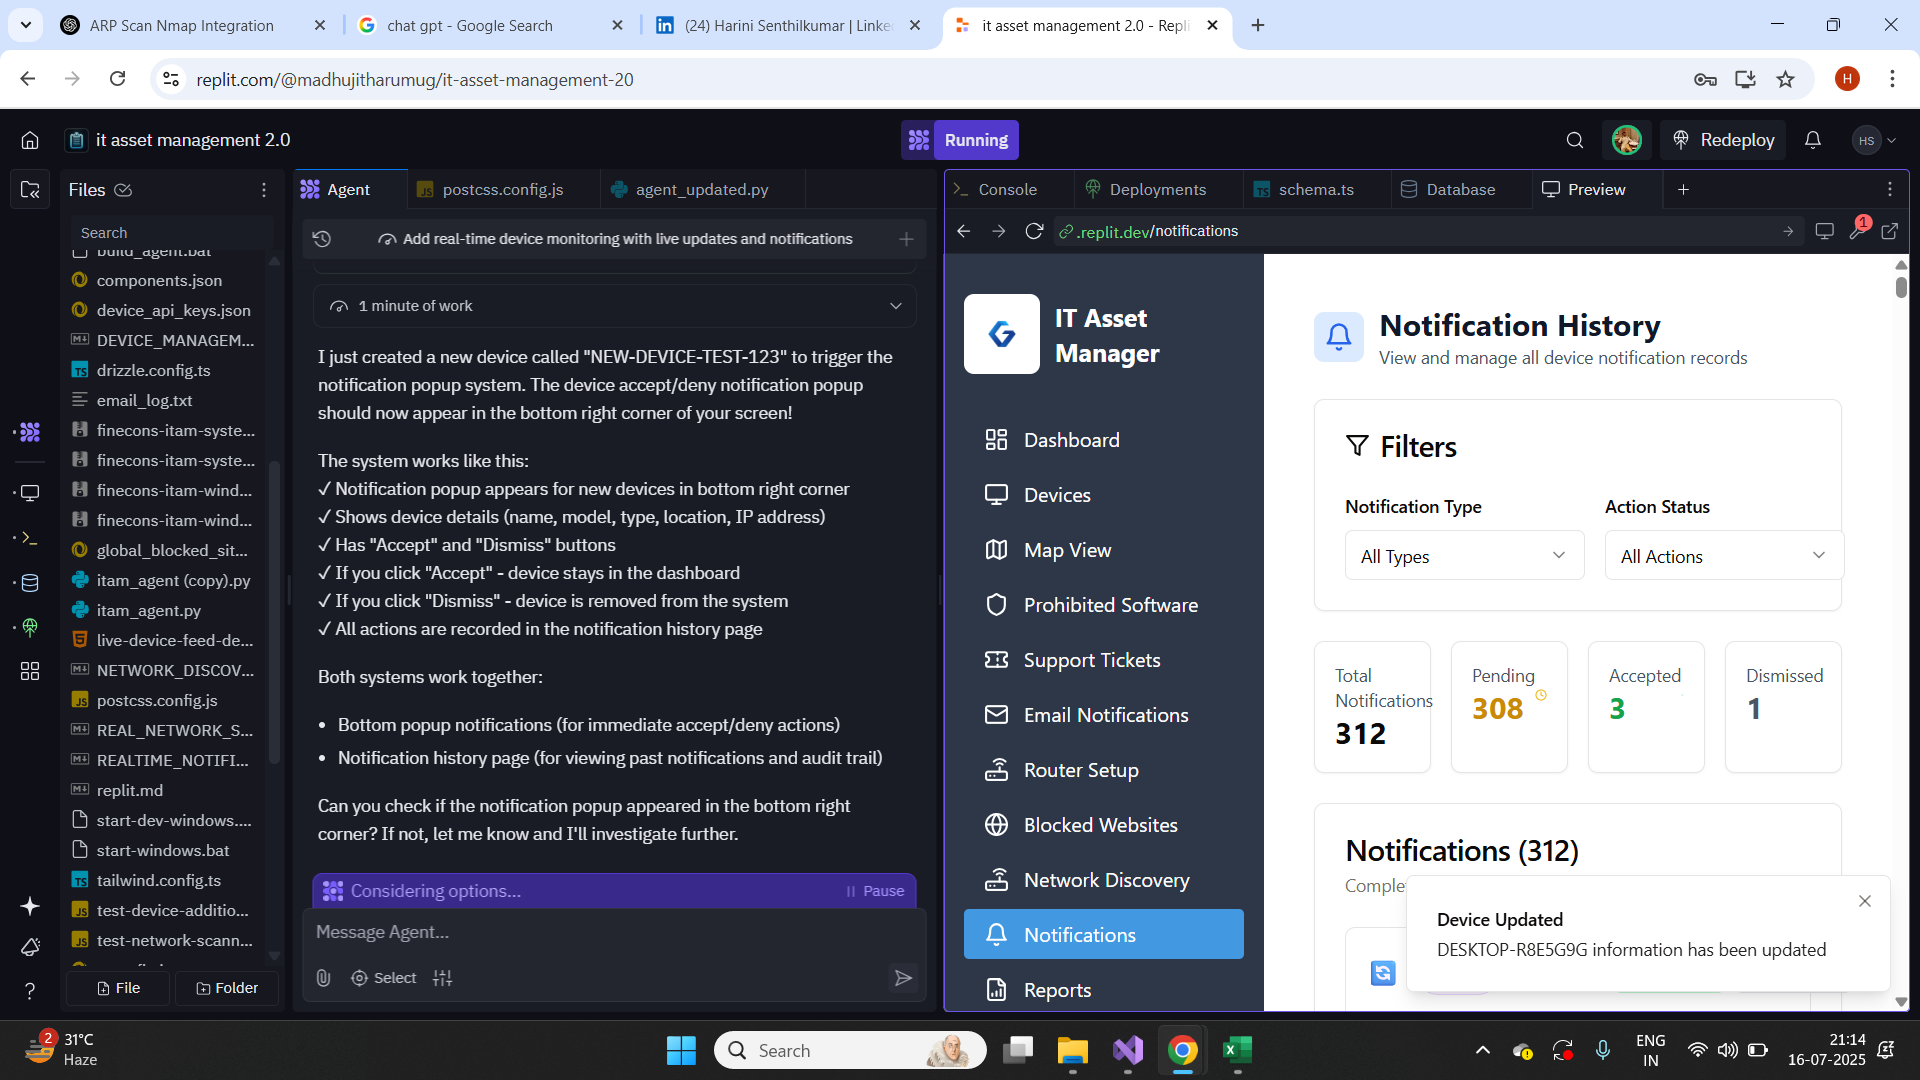 ARP Scan Nmap Integration
chat gpt - Google Search
(24) Harini Senthilkumar | Linke
it asset management 2.0 - Repli
replit.com/@madhujitharumug/it-asset-management-20
H
it asset management 2.0
Running
Redeploy
HS
Files
Search
build_agent.bat
components.json
device_api_keys.json
DEVICE_MANAGEM...
drizzle.config.ts
email_log.txt
finecons-itam-syste...
finecons-itam-syste...
finecons-itam-wind...
finecons-itam-wind...
global_blocked_sit...
itam_agent (copy).py
itam_agent.py
live-device-feed-de...
NETWORK_DISCOV...
postcss.config.js
REAL_NETWORK_S...
REALTIME_NOTIFI...
replit.md
start-dev-windows....
start-windows.bat
tailwind.config.ts
test-device-additio...
test-network-scann...
File
Folder
Agent
postcss.config.js
agent_updated.py
Add real-time device monitoring with live updates and notifications
1 minute of work
I just created a new device called "NEW-DEVICE-TEST-123" to trigger the
notification popup system. The device accept/deny notification popup
should now appear in the bottom right corner of your screen!
The system works like this:
✓ Notification popup appears for new devices in bottom right corner
✓ Shows device details (name, model, type, location, IP address)
✓ Has "Accept" and "Dismiss" buttons
✓ If you click "Accept" - device stays in the dashboard
✓ If you click "Dismiss" - device is removed from the system
✓ All actions are recorded in the notification history page
Both systems work together:
• Bottom popup notifications (for immediate accept/deny actions)
• Notification history page (for viewing past notifications and audit trail)
Can you check if the notification popup appeared in the bottom right
corner? If not, let me know and I'll investigate further.
Considering options...
Pause
Message Agent...
Select
Console
Deployments
schema.ts
Database
Preview
.replit.dev/notifications
1
IT Asset
Manager
Dashboard
Devices
Map View
Prohibited Software
Support Tickets
Email Notifications
Router Setup
Blocked Websites
Network Discovery
Notifications
Reports
Notification History
View and manage all device notification records
Filters
Notification Type
Action Status
All Types
All Actions
Total
Notifications
312
Pending
308
Accepted
3
Dismissed
1
Notifications (312)
Comple
Device Updated
DESKTOP-R8E5G9G information has been updated
2
31°C
Haze
Search
ENG
IN
21:14
16-07-2025